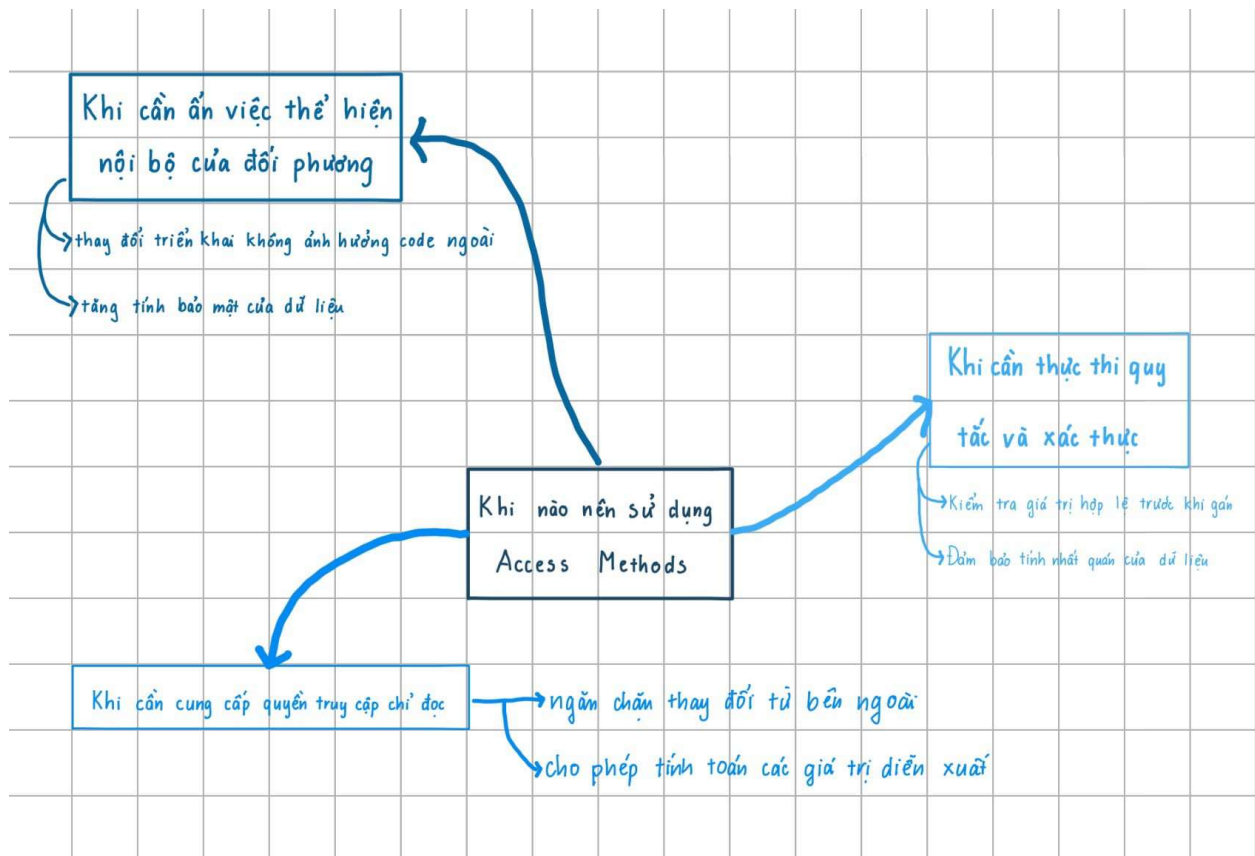 Khi cần ẩn việc thể hiện
nội bộ của đối phương
thay đổi triển khai không ảnh hưởng code ngoài
tăng tính bảo mật của dữ liệu
Khi cần thực thi quy
tắc và xác thực
Kiểm tra giá trị hợp lệ trước khi gán
Đảm bảo tính nhất quán của dữ liệu
Khi nào nên sử dụng
Access Methods
Khi cần cung cấp quyền truy cập chỉ đọc
ngăn chặn thay đổi từ bên ngoài
cho phép tính toán các giá trị diễn xuất